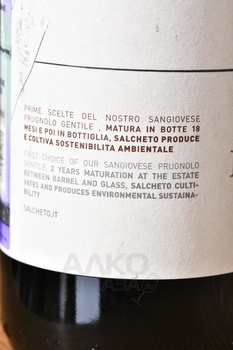 PRIME SCELTE DEL NOSTRO SANGIOVESE
PRUGNOLO GENTILE , MATURA IN BOTTE 18
MESI E POI IN BOTTIGLIA, SALCHETO PRODUCE
E COLTIVA SOSTENIBILITA AMBIENTALE
FIRST CHOICE OF OUR SANGIOVESE PRUGNOLO
GENTILE, 2 YEARS MATURATION AT THE ESTATE
BETWEEN BARREL AND GLASS, SALCHETO CULTI-
VATES AND PRODUCES ENVIRONMENTAL SUSTAINA-
BILITY
SALCHETO.IT